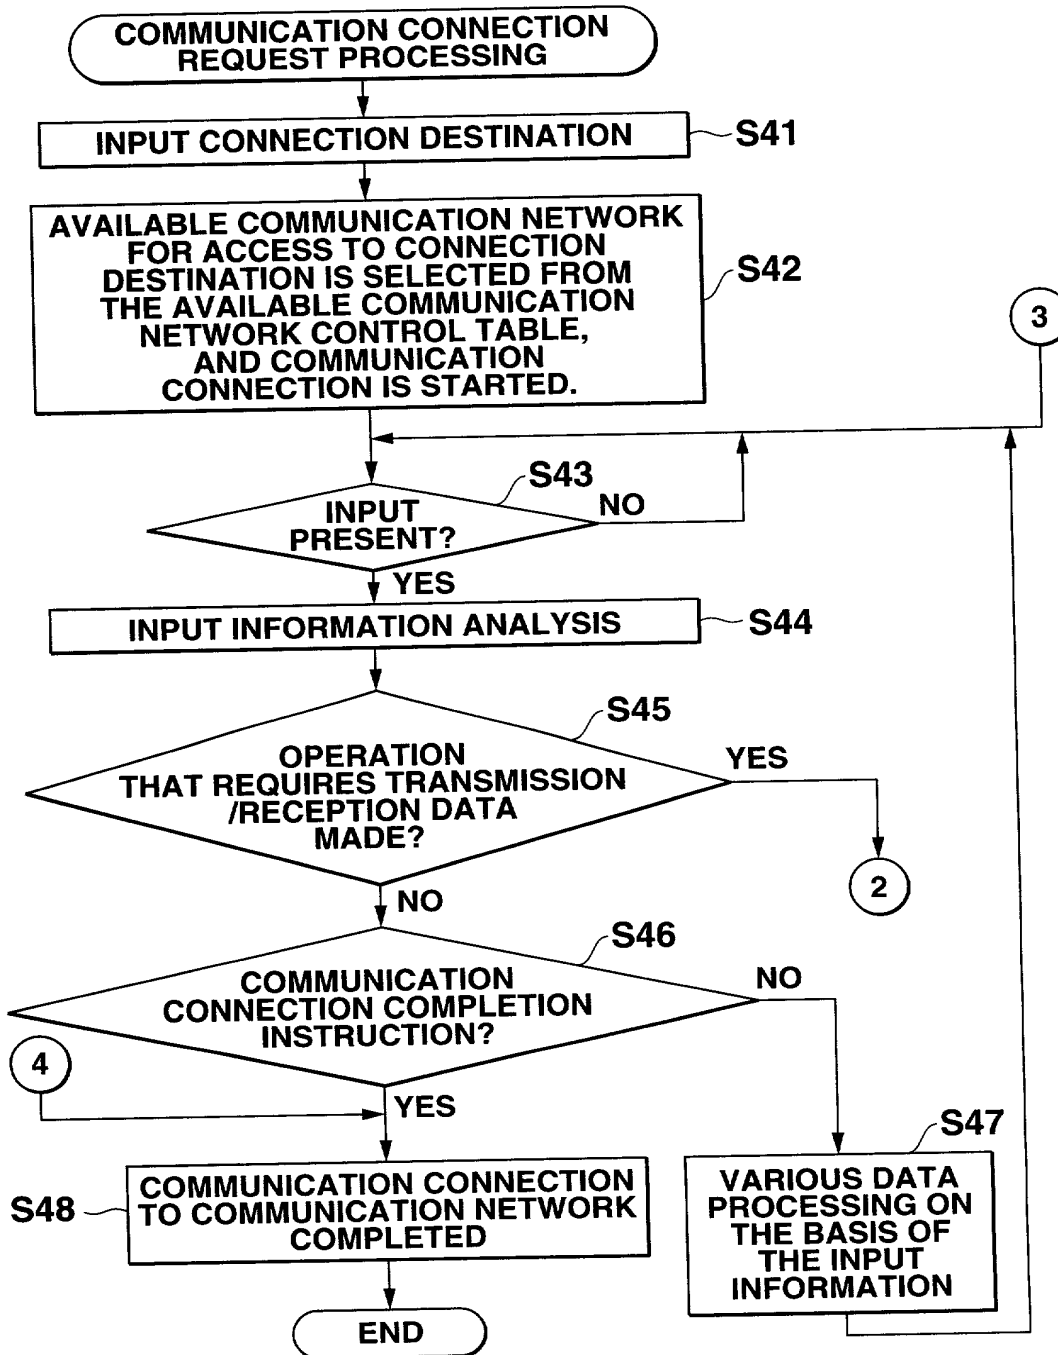 COMMUNICATION CONNECTION
REQUEST PROCESSING
INPUT CONNECTION DESTINATION
S41
AVAILABLE COMMUNICATION NETWORK
FOR ACCESS TO CONNECTION
DESTINATION IS SELECTED FROM
THE AVAILABLE COMMUNICATION
NETWORK CONTROL TABLE,
AND COMMUNICATION
CONNECTION IS STARTED.
S42
3
S43
INPUT
PRESENT?
NO
YES
INPUT INFORMATION ANALYSIS
S44
S45
OPERATION
THAT REQUIRES TRANSMISSION
/RECEPTION DATA
MADE?
YES
2
NO
S46
COMMUNICATION
CONNECTION COMPLETION
INSTRUCTION?
NO
4
YES
S47
VARIOUS DATA
PROCESSING ON
THE BASIS OF
THE INPUT
INFORMATION
S48
COMMUNICATION CONNECTION
TO COMMUNICATION NETWORK
COMPLETED
END